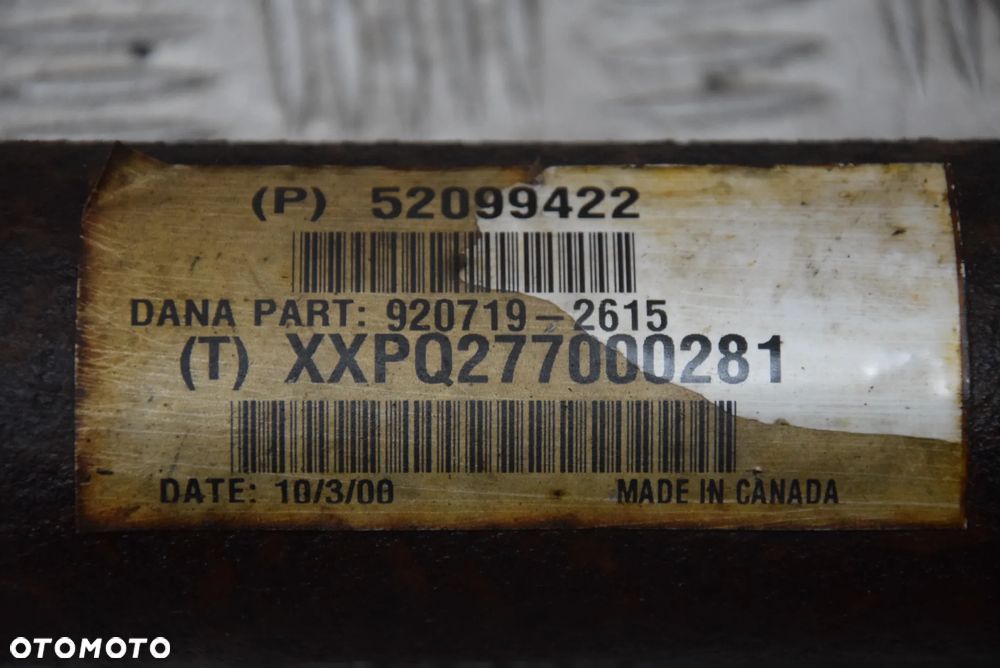 (P) 52099422
DANA PART: 920719-2615
(T) XXPQ277000281
DATE: 10/3/00
MADE IN CANADA
OTOMOTO